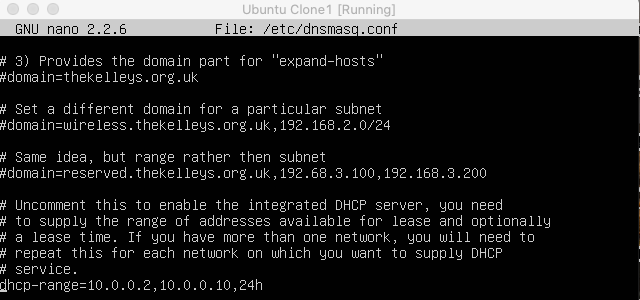 Ubuntu Clone1 [Running]
GNU nano 2.2.6 File: /etc/dnsmasq.conf
# 3) Provides the domain part for "expand-hosts"
#domain=thekelleys.org.uk
# Set a different domain for a particular subnet
#domain=wireless.thekelleys.org.uk,192.168.2.0/24
# Same idea, but range rather then subnet
#domain=reserved.thekelleys.org.uk,192.68.3.100,192.168.3.200
# Uncomment this to enable the integrated DHCP server, you need
# to supply the range of addresses available for lease and optionally
# a lease time. If you have more than one network, you will need to
# repeat this for each network on which you want to supply DHCP
# service.
dhcp-range=10.0.0.2,10.0.0.10,24h